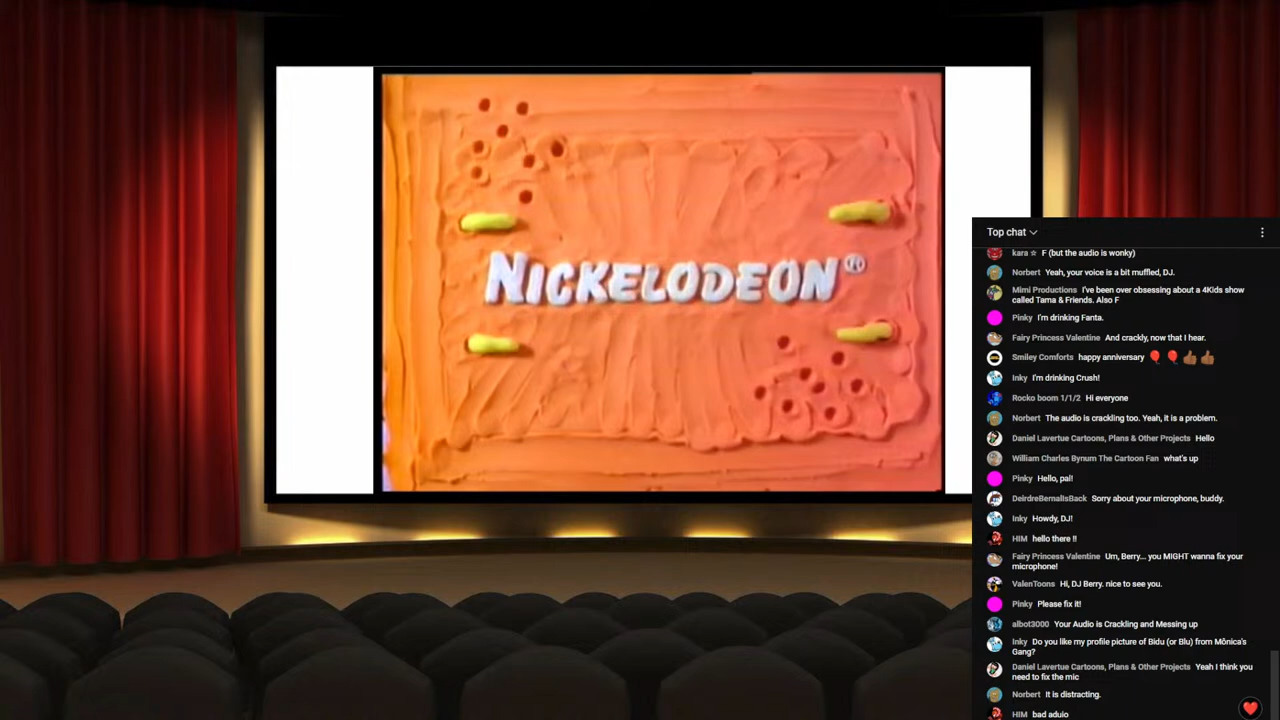 NICKELODEON®
Top chat
kara ☆ F (but the audio is wonky)
Norbert Yeah, your voice is a bit muffled, DJ.
Mimi Productions I've been over obsessing about a 4Kids show
called Tama & Friends. Also F
Pinky I'm drinking Fanta.
Fairy Princess Valentine And crackly, now that I hear.
Smiley Comforts happy anniversary 🎈🎈👍🏾👍🏾
Inky I'm drinking Crush!
Rocko boom 1/1/2 Hi everyone
Norbert The audio is crackling too. Yeah, it is a problem.
Daniel Lavertue Cartoons, Plans & Other Projects Hello
William Charles Bynum The Cartoon Fan what's up
Pinky Hello, pal!
DeirdreBernalIsBack Sorry about your microphone, buddy.
Inky Howdy, DJ!
HIM hello there !!
Fairy Princess Valentine Um, Berry... you MIGHT wanna fix your
microphone!
ValenToons Hi, DJ Berry. nice to see you.
Pinky Please fix it!
albot3000 Your Audio is Crackling and Messing up
Inky Do you like my profile picture of Bidu (or Blu) from Mônica's
Gang?
Daniel Lavertue Cartoons, Plans & Other Projects Yeah I think you
need to fix the mic
Norbert It is distracting.
HIM bad aduio